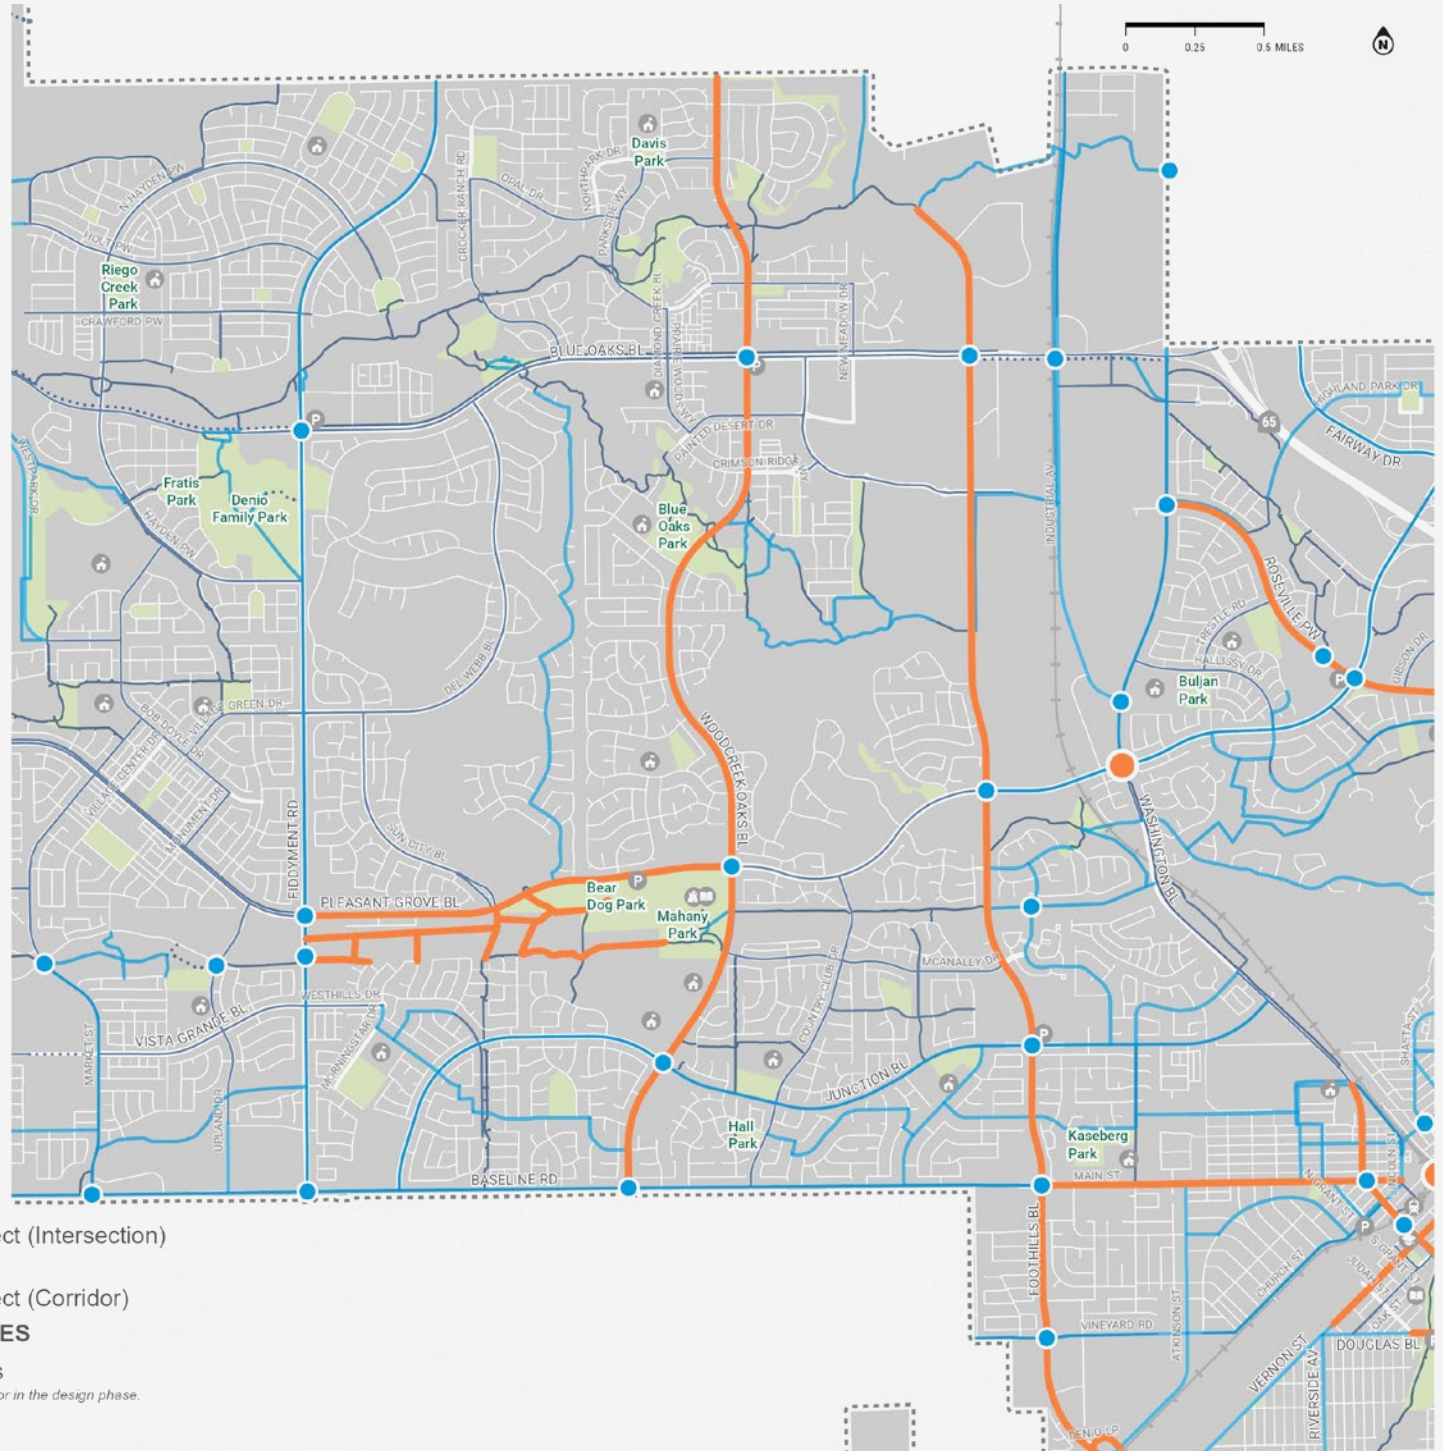 0 0.25 0.5 MILES
N
Davis
Park
NORTHPARK DR
OPAL DR
CROCKER RANCH RD
PARKSIDE WY
N HAYDEN PW
HOLT PW
Riego
Creek
Park
CRAWFORD PW
DIAMOND CREEK BL
PRAIRIE WOODS WY
NEW MEADOW DR
BLUE OAKS BL
P
HIGHLAND PARK DR
65
FAIRWAY DR
P
PAINTED DESERT DR
CRIMSON RIDGE WY
WESTPARK DR
Fratis
Park
Denio
Family Park
HAYDEN PW
Blue
Oaks
Park
INDUSTRIAL AV
ROSEVILLE PW
TRESTLE RD
HALLISSY DR
GIBSON DR
P
Buljan
Park
DEL WEBB BL
VILLAGE GREEN DR
BOB DOYLE DR
VILLAGE CENTER DR
MONUMENT DR
WOODCREEK OAKS BL
FIDDYMENT RD
SUN CITY BL
WASHINGTON BL
PLEASANT GROVE BL
P
Bear
Dog Park
Mahany
Park
MCANALLY DR
COUNTRY CLUB DR
WESTHILLS DR
VISTA GRANDE BL
MORNINGSTAR DR
MARKET ST
UPLAND DR
P
JUNCTION BL
SHASTA ST
Hall
Park
Kaseberg
Park
MAIN ST
BASELINE RD
LINCOLN ST
N GRANT ST
P
S GRANT ST
JUDAH ST
OAK ST
CHURCH ST
FOOTHILLS BL
VINEYARD RD
ATKINSON ST
VERNON ST
RIVERSIDE AV
DOUGLAS BL
DENIO LP
ct (Intersection)
ct (Corridor)
ES
s
or in the design phase.